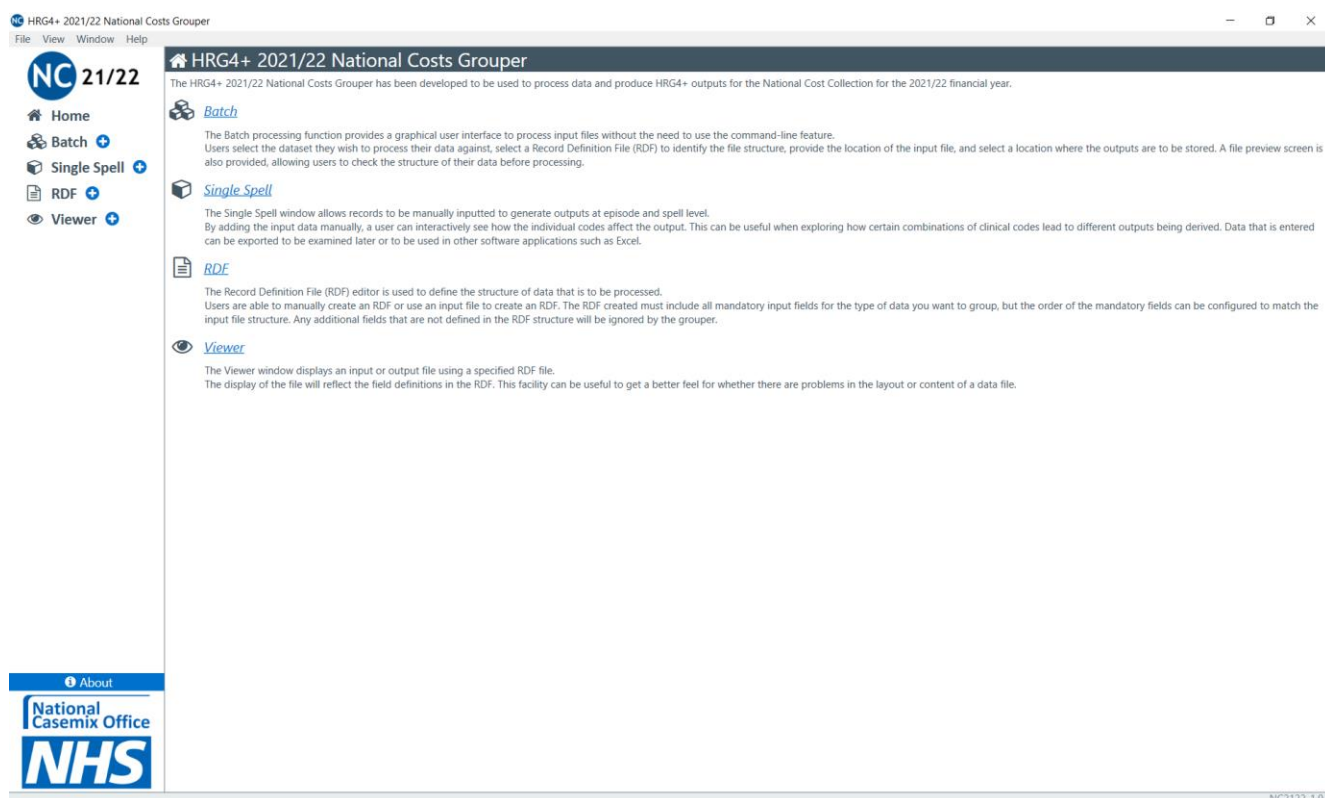 HRG4+ 2021/22 National Costs Grouper
File View Window Help
NC 21/22
Home
Batch
Single Spell
RDF
Viewer
HRG4+ 2021/22 National Costs Grouper
The HRG4+ 2021/22 National Costs Grouper has been developed to be used to process data and produce HRG4+ outputs for the National Cost Collection for the 2021/22 financial year.
Batch
The Batch processing function provides a graphical user interface to process input files without the need to use the command-line feature.
Users select the dataset they wish to process their data against, select a Record Definition File (RDF) to identify the file structure, provide the location of the input file, and select a location where the outputs are to be stored. A file preview screen is
also provided, allowing users to check the structure of their data before processing.
Single Spell
The Single Spell window allows records to be manually inputted to generate outputs at episode and spell level.
By adding the input data manually, a user can interactively see how the individual codes affect the output. This can be useful when exploring how certain combinations of clinical codes lead to different outputs being derived. Data that is entered
can be exported to be examined later or to be used in other software applications such as Excel.
RDF
The Record Definition File (RDF) editor is used to define the structure of data that is to be processed.
Users are able to manually create an RDF or use an input file to create an RDF. The RDF created must include all mandatory input fields for the type of data you want to group, but the order of the mandatory fields can be configured to match the
input file structure. Any additional fields that are not defined in the RDF structure will be ignored by the grouper.
Viewer
The Viewer window displays an input or output file using a specified RDF file.
The display of the file will reflect the field definitions in the RDF. This facility can be useful to get a better feel for whether there are problems in the layout or content of a data file.
About
National
Casemix Office
NHS